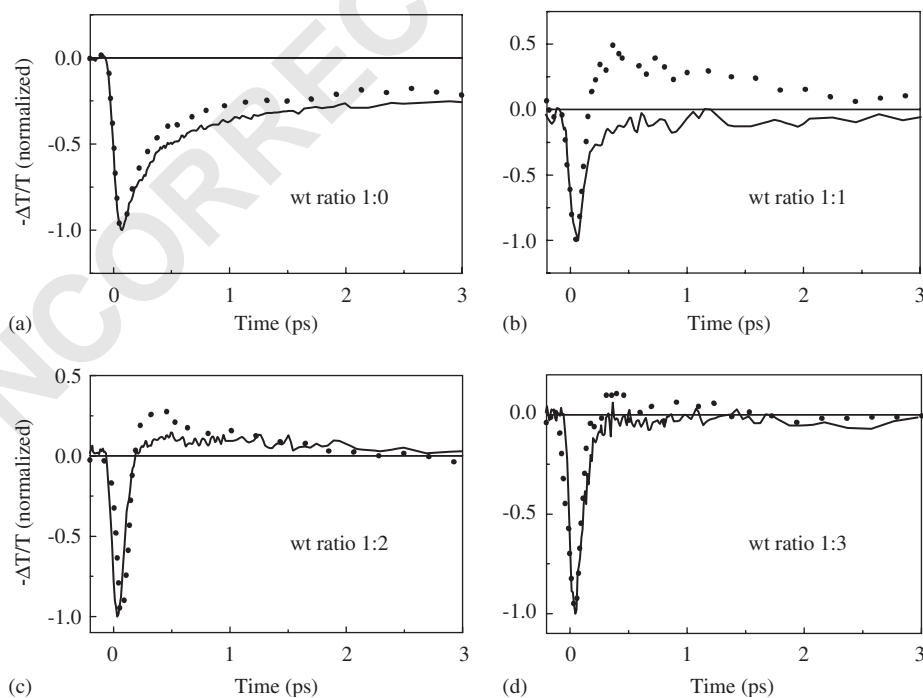 NCORREC
0.0
-0.5
-1.0
-ΔT/T (normalized)
wt ratio 1:0
0 1 2 3
(a) Time (ps)
0.5
0.0
-0.5
-1.0
wt ratio 1:1
0 1 2 3
(b) Time (ps)
0.5
0.0
-0.5
-1.0
-ΔT/T (normalized)
wt ratio 1:2
0 1 2 3
(c) Time (ps)
0.0
-0.5
-1.0
wt ratio 1:3
0 1 2 3
(d) Time (ps)